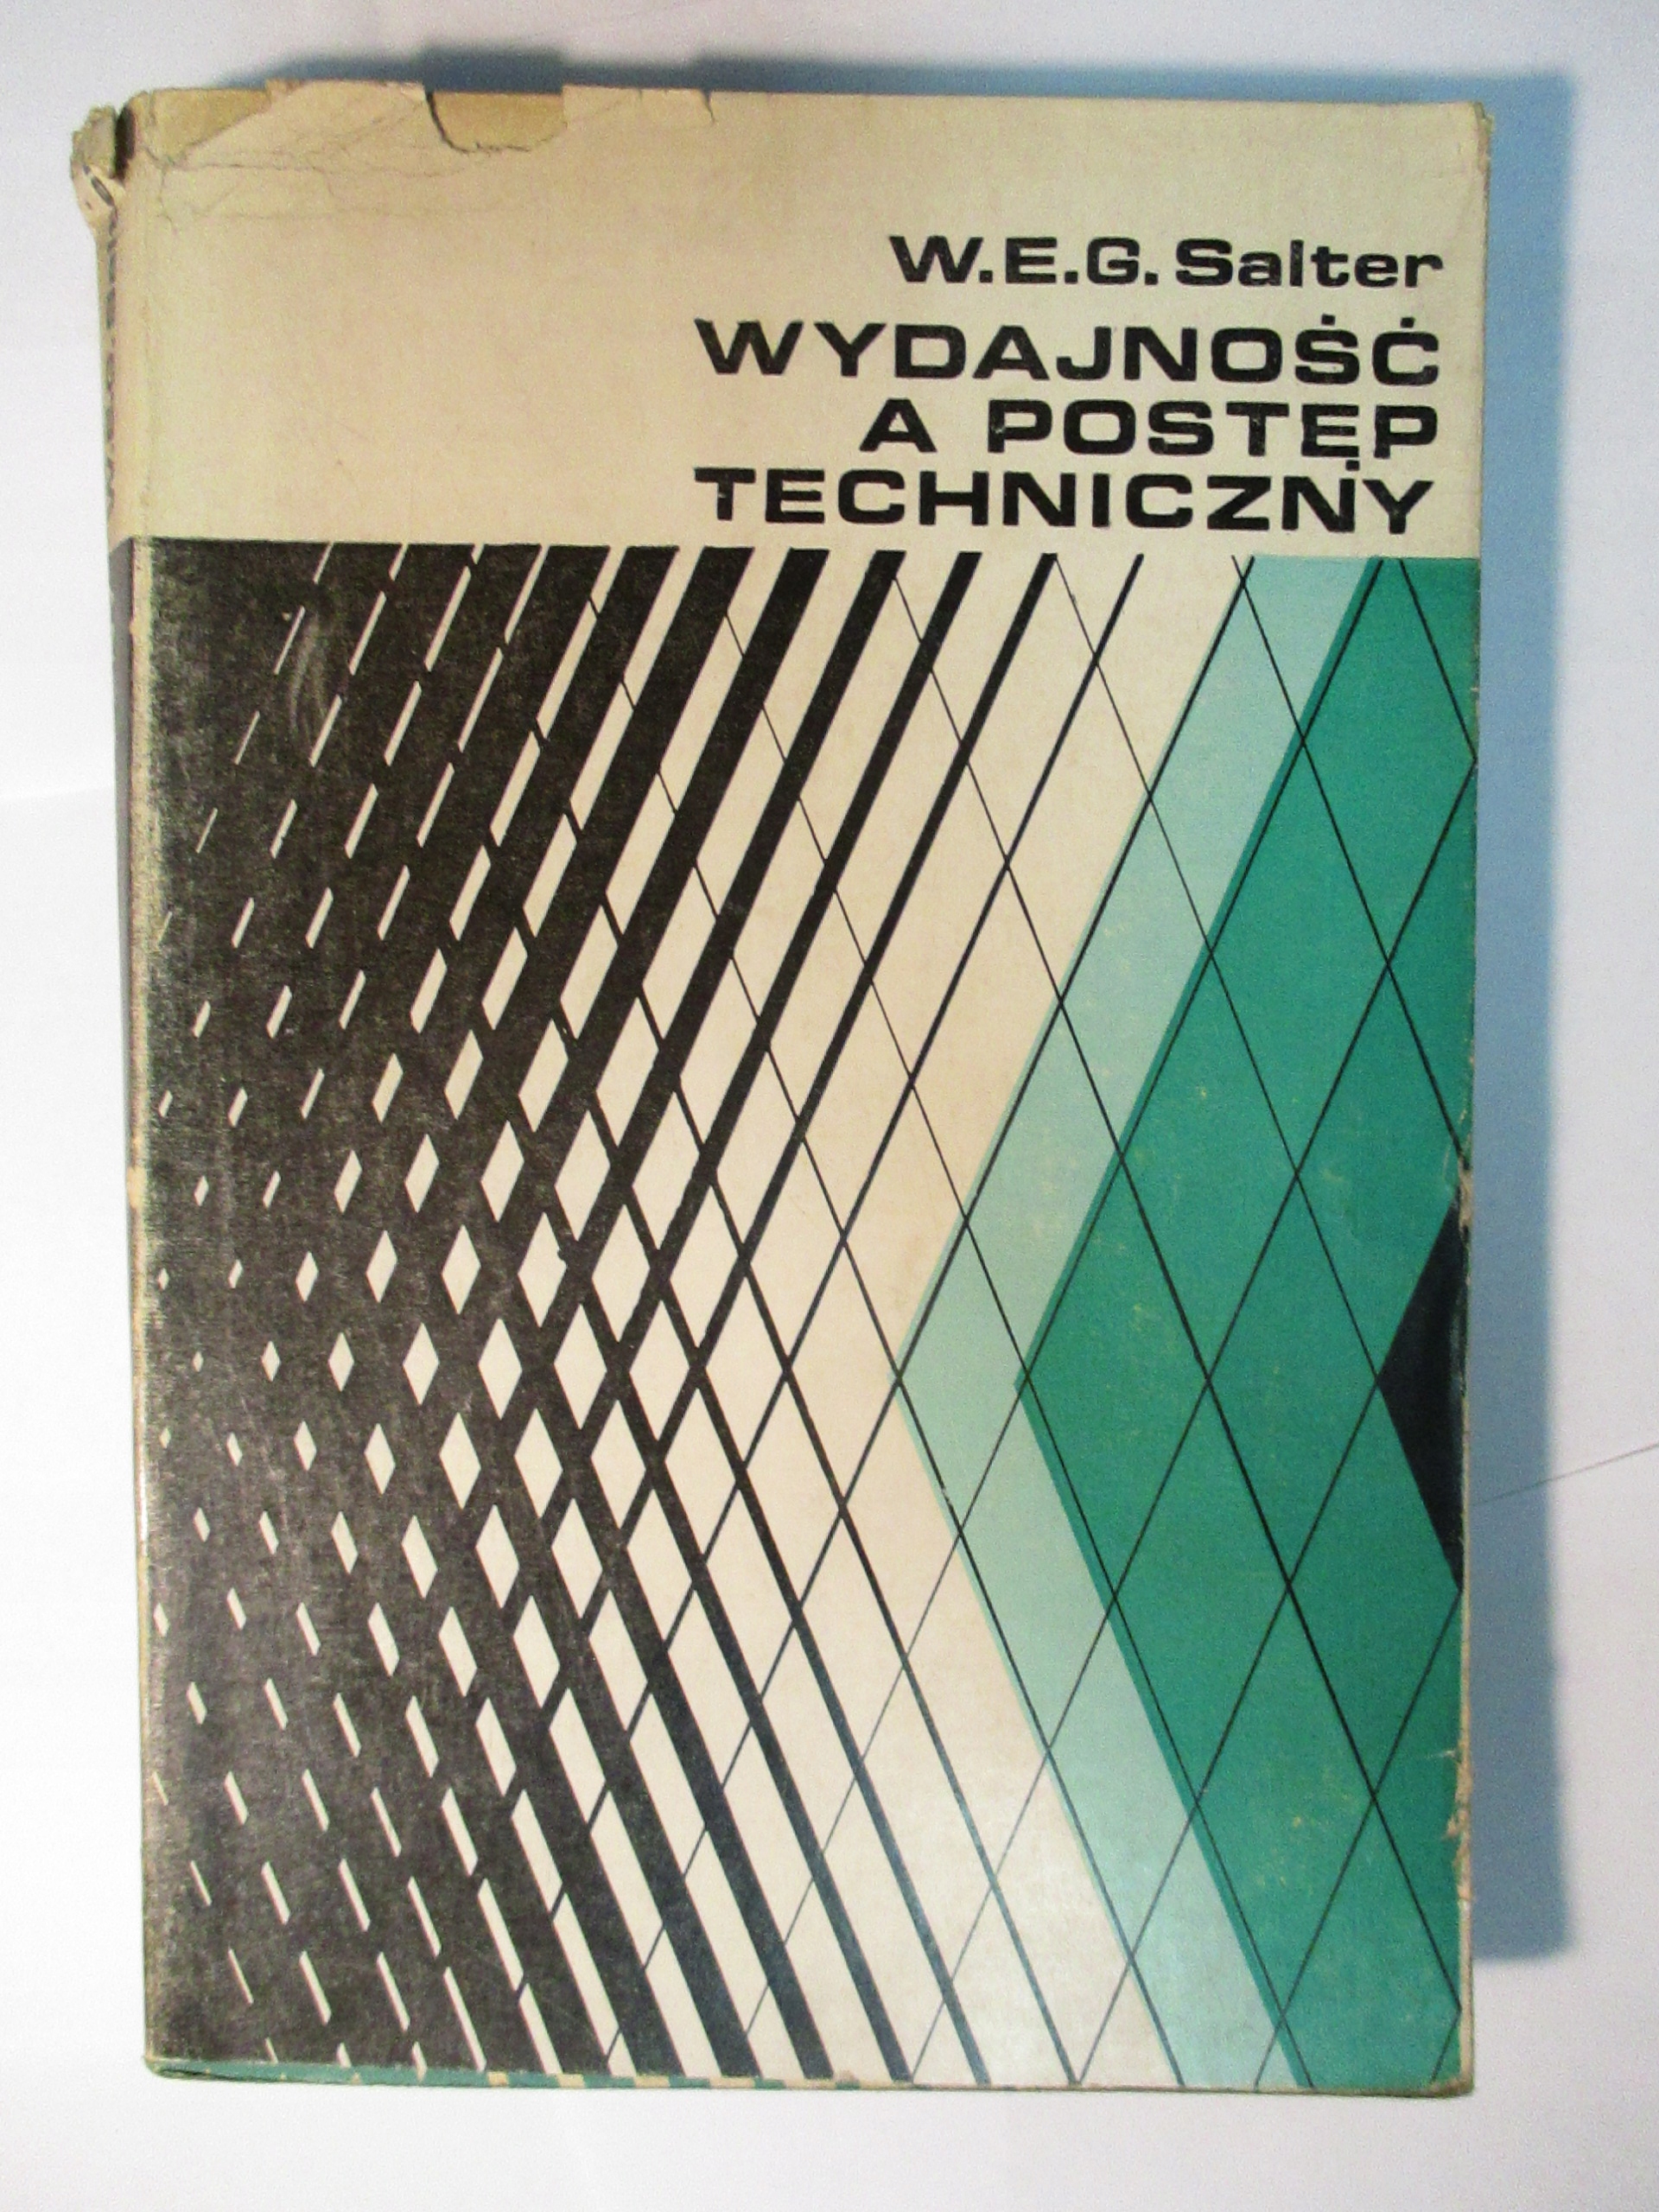 W.E.G. Salter
WYDAJNOŚĆ
A POSTĘP
TECHNICZNY